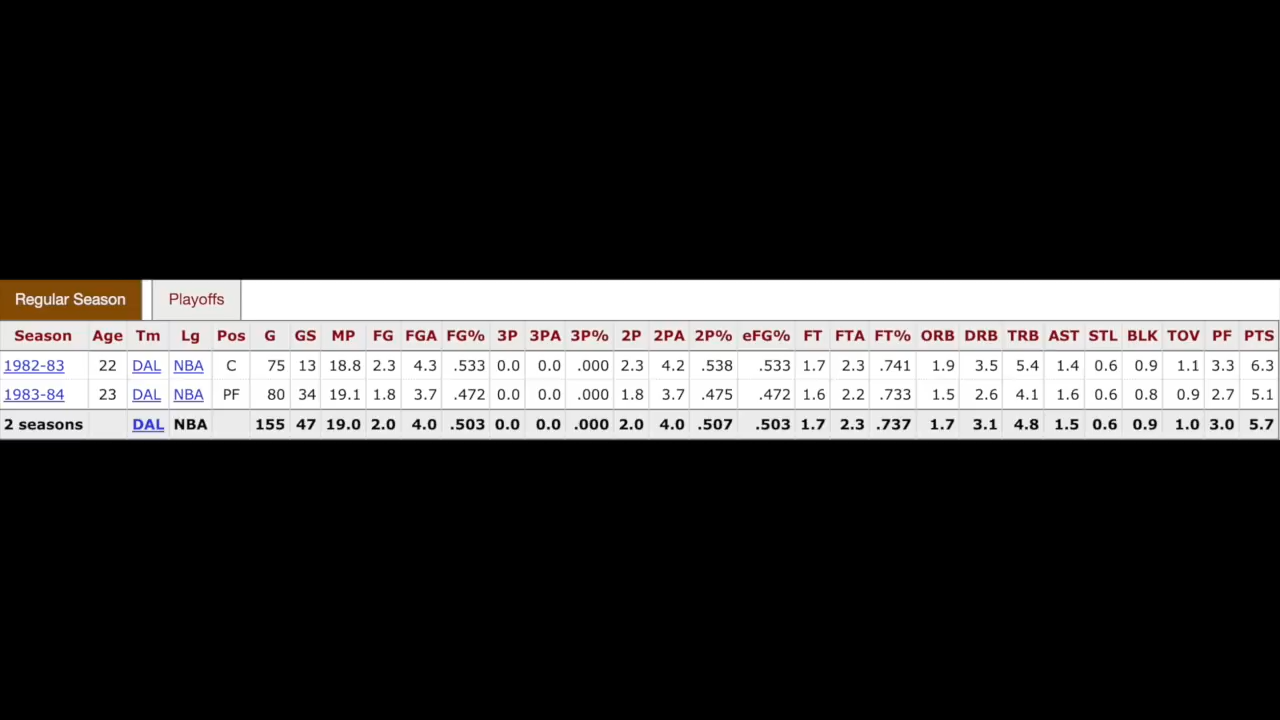 Regular Season Playoffs
Season Age Tm Lg Pos G GS MP FG FGA FG% 3P 3PA 3P% 2P 2PA 2P% eFG% FT FTA FT% ORB DRB TRB AST STL BLK TOV PF PTS
1982-83 22 DAL NBA C 75 13 18.8 2.3 4.3 .533 0.0 0.0 .000 2.3 4.2 .538 .533 1.7 2.3 .741 1.9 3.5 5.4 1.4 0.6 0.9 1.1 3.3 6.3
1983-84 23 DAL NBA PF 80 34 19.1 1.8 3.7 .472 0.0 0.0 .000 1.8 3.7 .475 .472 1.6 2.2 .733 1.5 2.6 4.1 1.6 0.6 0.8 0.9 2.7 5.1
2 seasons DAL NBA 155 47 19.0 2.0 4.0 .503 0.0 0.0 .000 2.0 4.0 .507 .503 1.7 2.3 .737 1.7 3.1 4.8 1.5 0.6 0.9 1.0 3.0 5.7